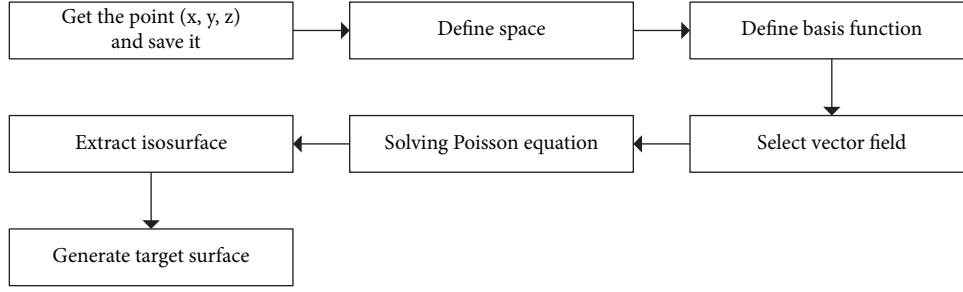 Get the point (x, y, z)
and save it
Define space
Define basis function
Select vector field
Solving Poisson equation
Extract isosurface
Generate target surface